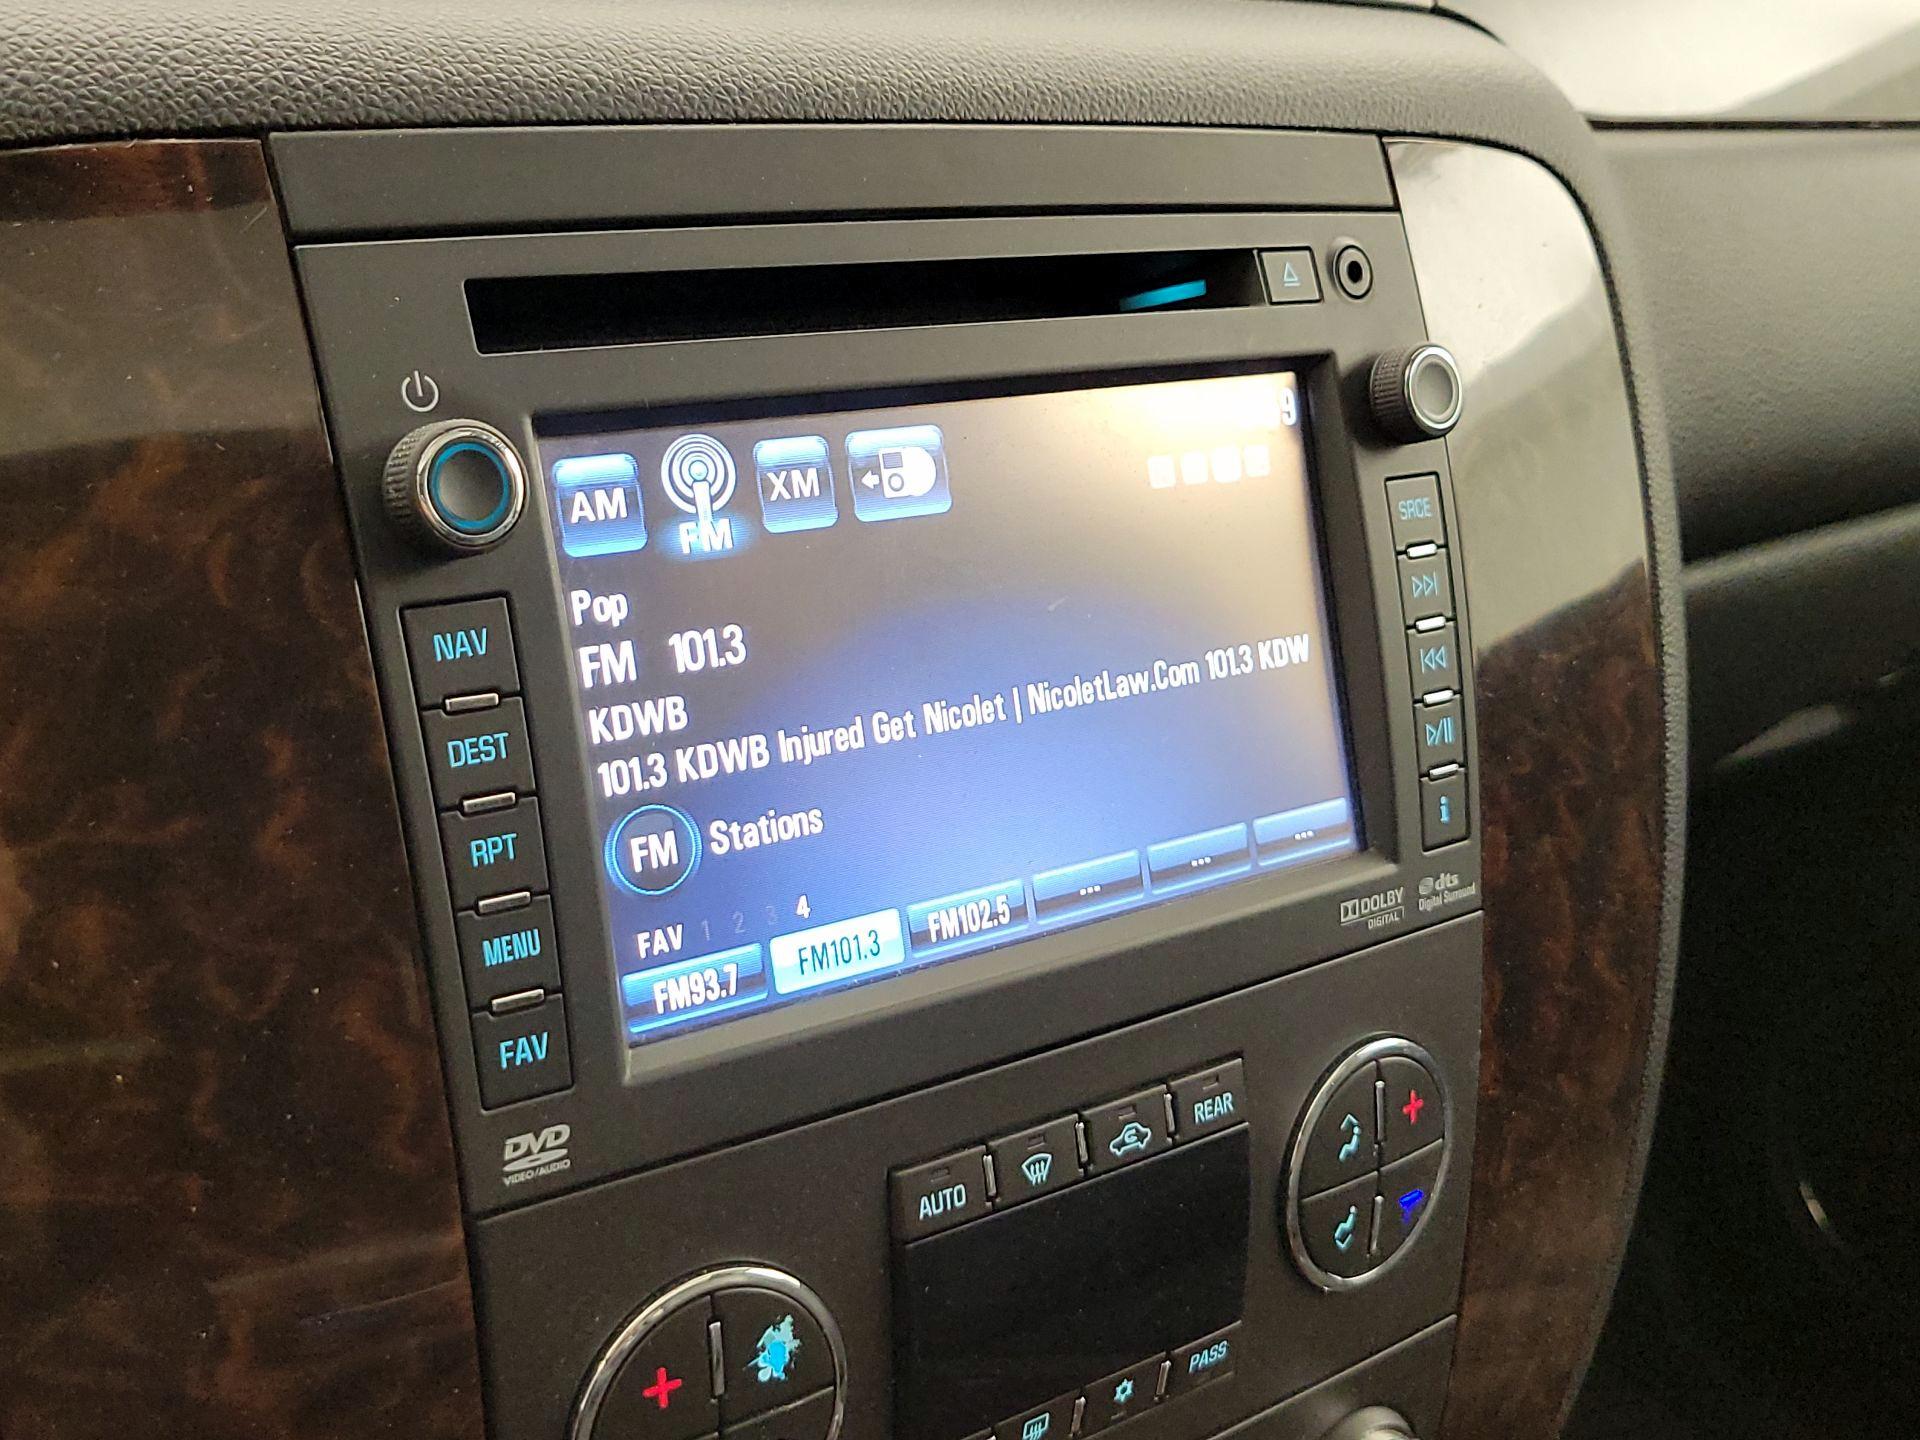 AM FM XM
9
SRCE
Pop
FM 101.3
KDWB
101.3 KDWB Injured Get Nicolet | NicoletLaw.Com 101.3 KDW
FM Stations
FAV 1 2 3 4
FM93.7 FM101.3 FM102.5 ... ... ...
NAV
DEST
RPT
MENU
FAV
i
DOLBY
DIGITAL
dts
Digital Surround
DVD
VIDEO/AUDIO
AUTO
REAR
PASS